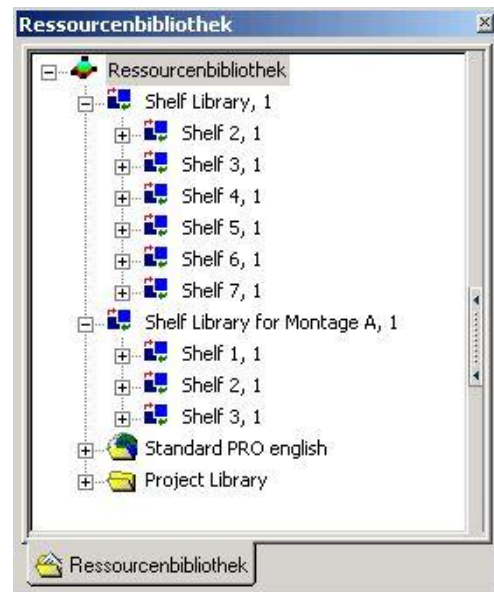 Ressourcenbibliothek
Ressourcenbibliothek
Shelf Library, 1
Shelf 2, 1
Shelf 3, 1
Shelf 4, 1
Shelf 5, 1
Shelf 6, 1
Shelf 7, 1
Shelf Library for Montage A, 1
Shelf 1, 1
Shelf 2, 1
Shelf 3, 1
Standard PRO english
Project Library
Ressourcenbibliothek